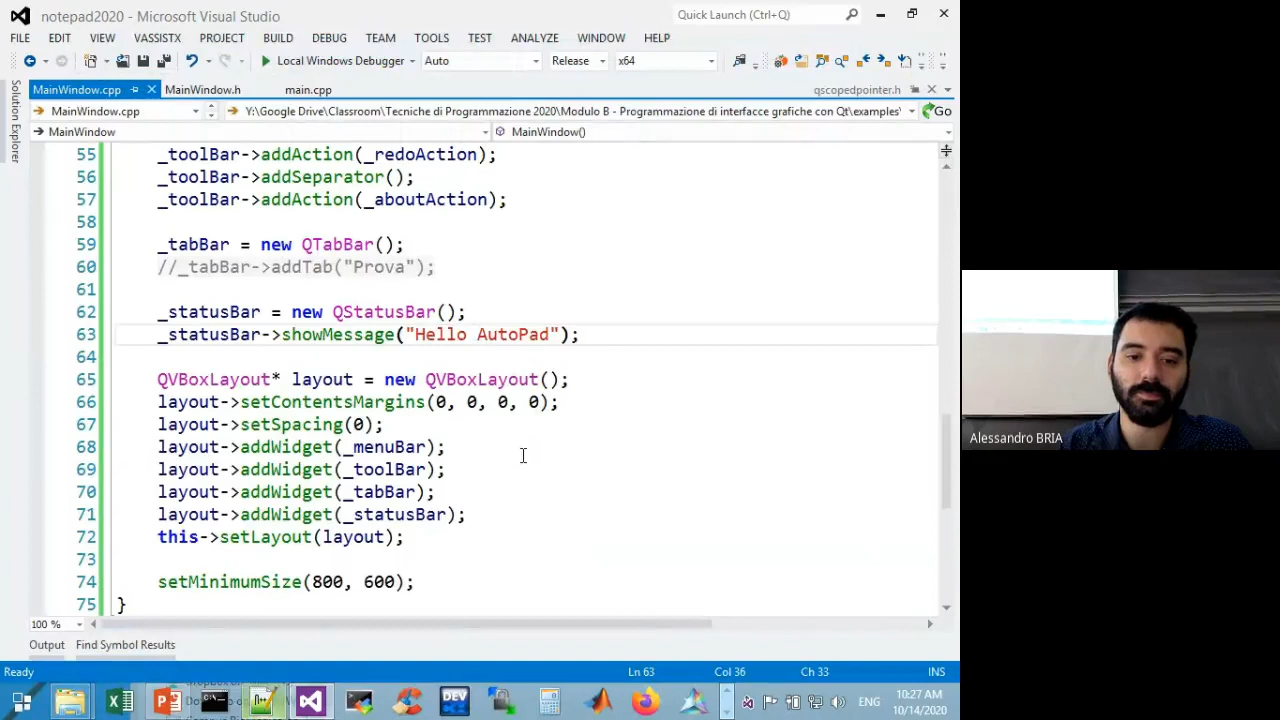 notepad2020 - Microsoft Visual Studio
Quick Launch (Ctrl+Q)
FILE EDIT VIEW VASSISTX PROJECT BUILD DEBUG TEAM TOOLS TEST ANALYZE WINDOW HELP
Local Windows Debugger Auto Release x64
MainWindow.cpp MainWindow.h main.cpp qscopedpointer.h
MainWindow.cpp Y:\Google Drive\Classroom\Tecniche di Programmazione 2020\Modulo B - Programmazione di interfacce grafiche con Qt\examples\ Go
MainWindow MainWindow()
Solution Explorer
55 _toolBar->addAction(_redoAction);
56 _toolBar->addSeparator();
57 _toolBar->addAction(_aboutAction);
58
59 _tabBar = new QTabBar();
60 //_tabBar->addTab("Prova");
61
62 _statusBar = new QStatusBar();
63 _statusBar->showMessage("Hello AutoPad");
64
65 QVBoxLayout* layout = new QVBoxLayout();
66 layout->setContentsMargins(0, 0, 0, 0);
67 layout->setSpacing(0);
68 layout->addWidget(_menuBar);
69 layout->addWidget(_toolBar);
70 layout->addWidget(_tabBar);
71 layout->addWidget(_statusBar);
72 this->setLayout(layout);
73
74 setMinimumSize(800, 600);
75 }
100 %
Output Find Symbol Results
Ready Ln 63 Col 36 Ch 33 INS
DEV
ENG
10:27 AM
10/14/2020
Alessandro BRIA